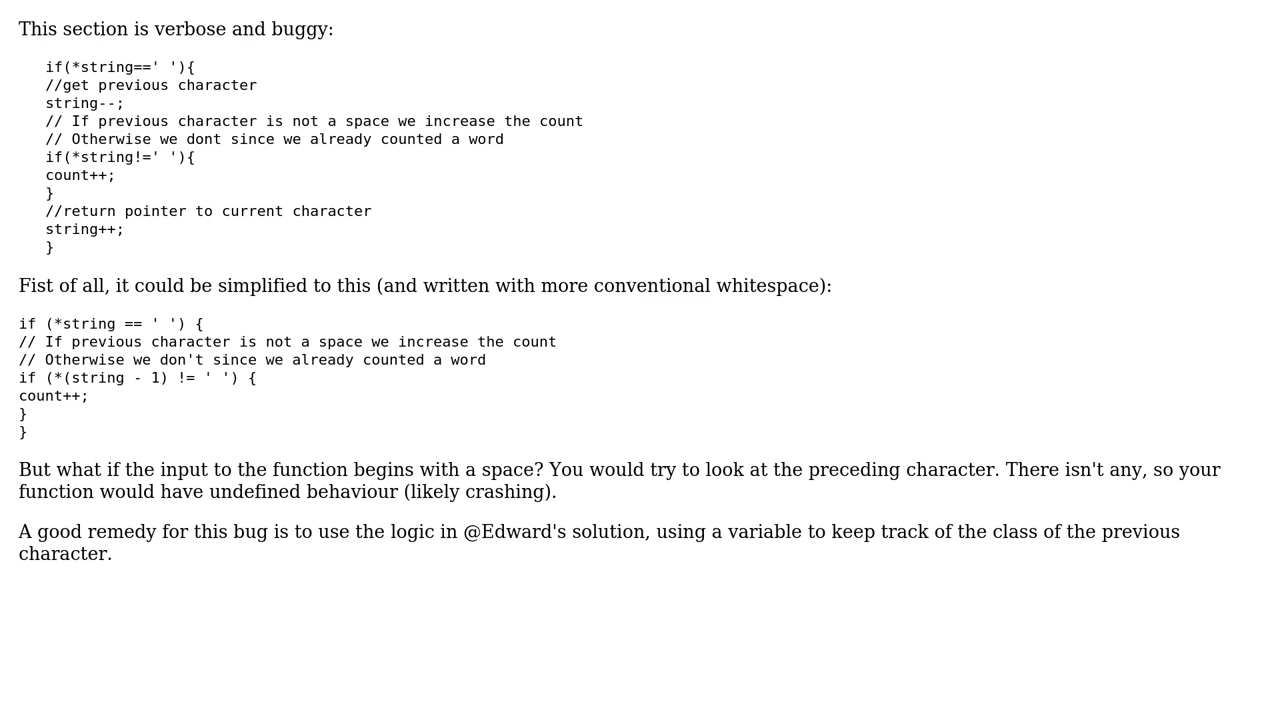 This section is verbose and buggy:
if(*string==' '){
//get previous character
string--;
// If previous character is not a space we increase the count
// Otherwise we dont since we already counted a word
if(*string!=' '){
count++;
}
//return pointer to current character
string++;
}
Fist of all, it could be simplified to this (and written with more conventional whitespace):
if (*string == ' ') {
// If previous character is not a space we increase the count
// Otherwise we don't since we already counted a word
if (*(string - 1) != ' ') {
count++;
}
}
But what if the input to the function begins with a space? You would try to look at the preceding character. There isn't any, so your
function would have undefined behaviour (likely crashing).
A good remedy for this bug is to use the logic in @Edward's solution, using a variable to keep track of the class of the previous
character.